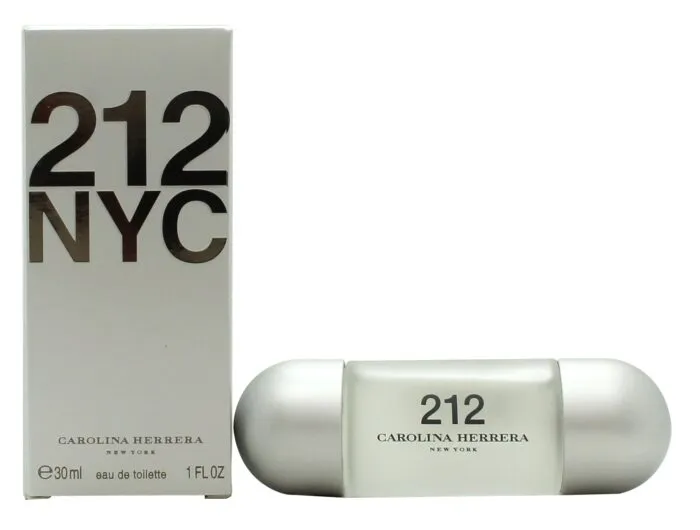 212
NYC
CAROLINA HERRERA
NEW YORK
℮30ml eau de toilette 1 FL OZ
212
CAROLINA HERRERA
NEW YORK